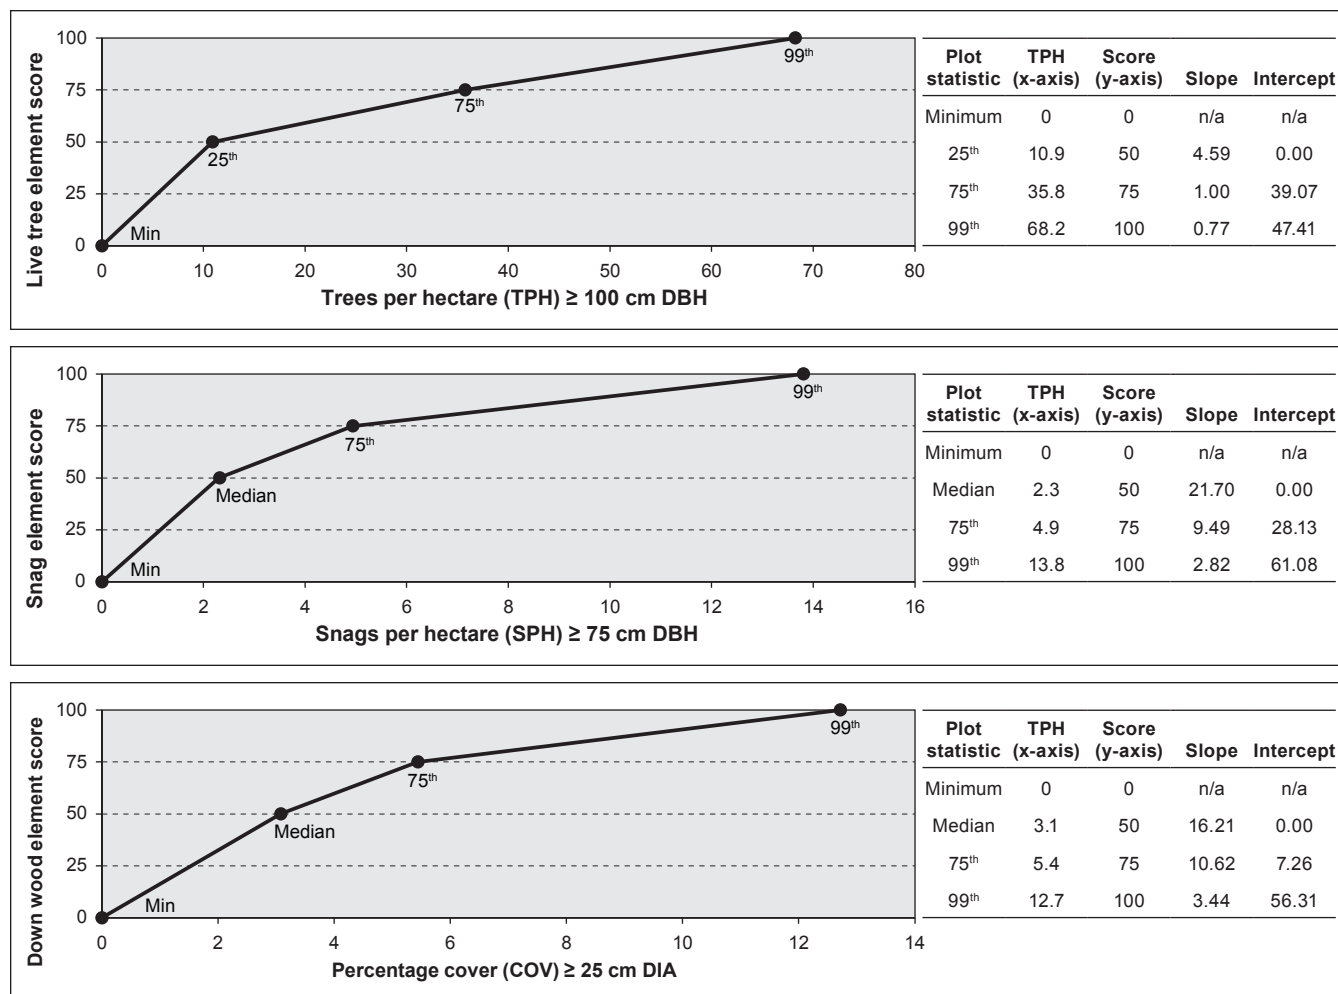 Live tree element score
100
75
50
25
0
Min
25th
75th
99th
0 10 20 30 40 50 60 70 80
Trees per hectare (TPH) ≥ 100 cm DBH
Plot statistic TPH (x-axis) Score (y-axis) Slope Intercept
Minimum 0 0 n/a n/a
25th 10.9 50 4.59 0.00
75th 35.8 75 1.00 39.07
99th 68.2 100 0.77 47.41
Snag element score
100
75
50
25
0
Min
Median
75th
99th
0 2 4 6 8 10 12 14 16
Snags per hectare (SPH) ≥ 75 cm DBH
Plot statistic TPH (x-axis) Score (y-axis) Slope Intercept
Minimum 0 0 n/a n/a
Median 2.3 50 21.70 0.00
75th 4.9 75 9.49 28.13
99th 13.8 100 2.82 61.08
Down wood element score
100
75
50
25
0
Min
Median
75th
99th
0 2 4 6 8 10 12 14
Percentage cover (COV) ≥ 25 cm DIA
Plot statistic TPH (x-axis) Score (y-axis) Slope Intercept
Minimum 0 0 n/a n/a
Median 3.1 50 16.21 0.00
75th 5.4 75 10.62 7.26
99th 12.7 100 3.44 56.31